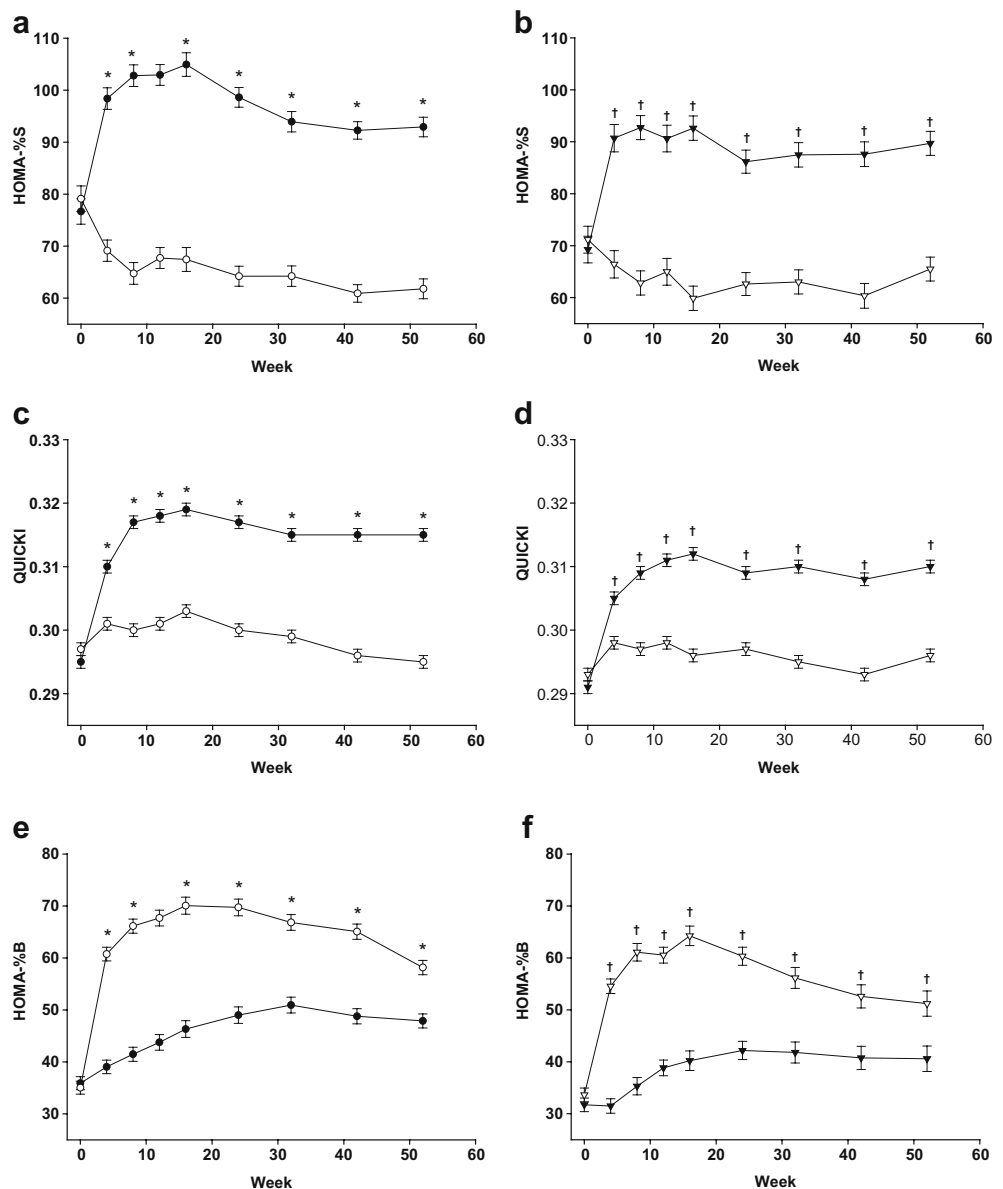 a
110
100
90
80
70
60
HOMA-%S
* * * * * * *
0 10 20 30 40 50 60
Week
b
110
100
90
80
70
60
HOMA-%S
† † † † † † † †
0 10 20 30 40 50 60
Week
c
0.33
0.32
0.31
0.30
0.29
QUICKI
* * * * * * * *
0 10 20 30 40 50 60
Week
d
0.33
0.32
0.31
0.30
0.29
QUICKI
† † † † † † † †
0 10 20 30 40 50 60
Week
e
80
70
60
50
40
30
HOMA-%B
* * * * * * *
0 10 20 30 40 50 60
Week
f
80
70
60
50
40
30
HOMA-%B
† † † † † † † †
0 10 20 30 40 50 60
Week